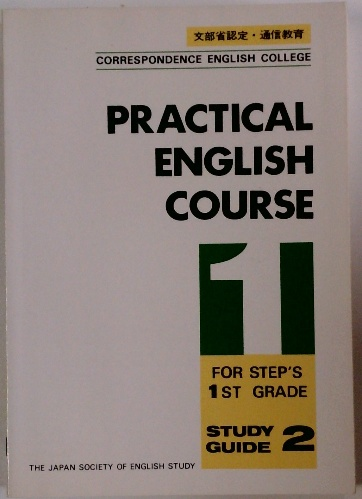 文部省認定・通信教育
CORRESPONDENCE ENGLISH COLLEGE
PRACTICAL
ENGLISH
COURSE
1
FOR STEP'S
1ST GRADE
STUDY
GUIDE 2
THE JAPAN SOCIETY OF ENGLISH STUDY